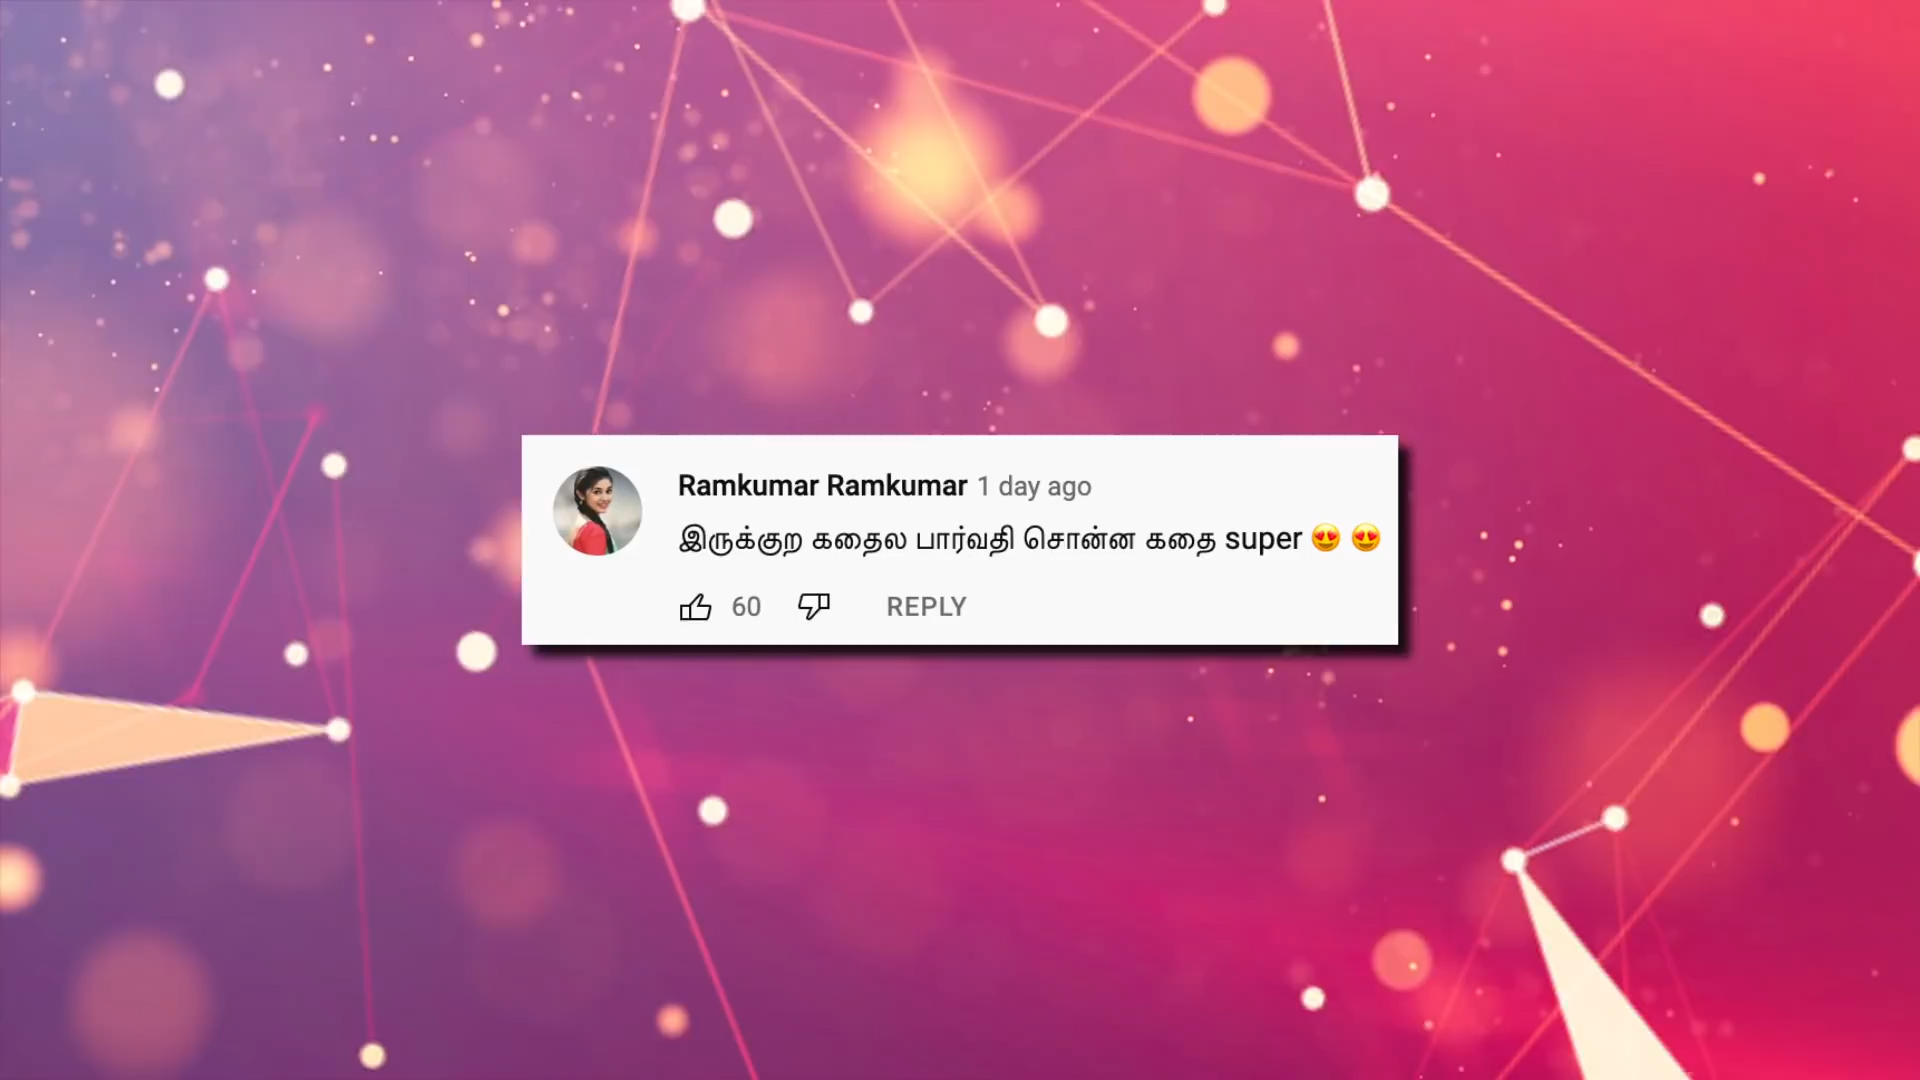 Ramkumar Ramkumar 1 day ago
இருக்குற கதைல பார்வதி சொன்ன கதை super 😍 😍
60 REPLY